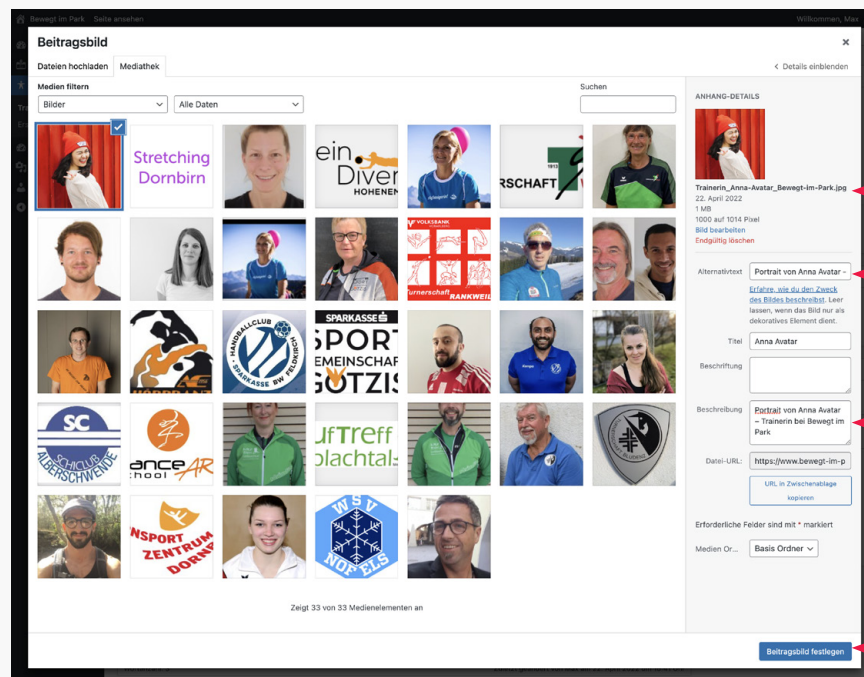 Bewegt im Park Seite ansehen
Willkommen, Max
Beitragsbild
Dateien hochladen Mediathek
Details einblenden
Medien filtern
Bilder Alle Daten
Suchen
Stretching
Dornbirn
ein
Diver
HOHENEM
1913
RSCHAFT
VOLKSBANK
Turnerschaft
RANKWEIL
HANDBALLCLUB
SPARKASSE BW FELDKIRCH
SPARKASSE
SPOR
EMEINSCHAF
GÖTZIS
SC
SCHICLUB
ALBERSCHWENDE
ance AR
chool
ufTreff
olachtal
NSPORT
ZENTRUM
DORN
WSV
NOFELS
Zeigt 33 von 33 Medienelementen an
ANHANG-DETAILS
Trainerin_Anna-Avatar_Bewegt-im-Park.jpg
22. April 2022
1 MB
1000 auf 1014 Pixel
Bild bearbeiten
Endgültig löschen
Alternativtext Portrait von Anna Avatar –
Erfahre, wie du den Zweck
des Bildes beschreibst. Leer
lassen, wenn das Bild nur als
dekoratives Element dient.
Titel Anna Avatar
Beschriftung
Beschreibung Portrait von Anna Avatar
– Trainerin bei Bewegt im
Park
Datei-URL: https://www.bewegt-im-p
URL in Zwischenablage
kopieren
Erforderliche Felder sind mit * markiert
Medien Or... Basis Ordner
Beitragsbild festlegen